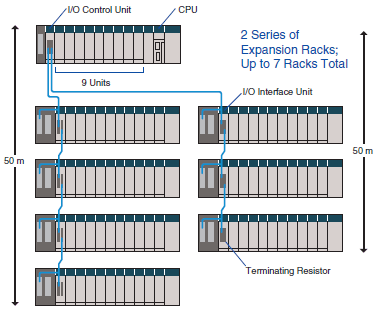 I/O Control Unit
CPU
2 Series of
Expansion Racks;
Up to 7 Racks Total
9 Units
I/O Interface Unit
50 m
50 m
Terminating Resistor